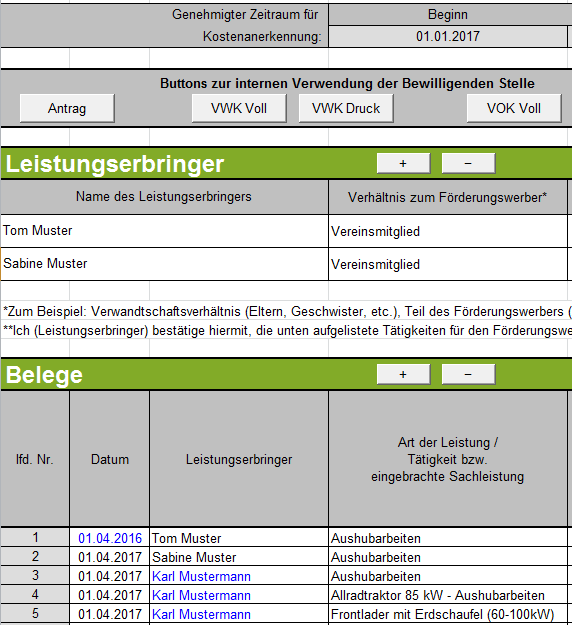 Genehmigter Zeitraum für Beginn
Kostenanerkennung: 01.01.2017
Buttons zur internen Verwendung der Bewilligenden Stelle
Antrag VWK Voll VWK Druck VOK Voll
Leistungserbringer + −
Name des Leistungserbringers Verhältnis zum Förderungswerber*
Tom Muster Vereinsmitglied
Sabine Muster Vereinsmitglied
*Zum Beispiel: Verwandtschaftsverhältnis (Eltern, Geschwister, etc.), Teil des Förderungswerbers (
**Ich (Leistungserbringer) bestätige hiermit, die unten aufgelistete Tätigkeiten für den Förderungswe
Belege + −
lfd. Nr. Datum Leistungserbringer Art der Leistung /
Tätigkeit bzw.
eingebrachte Sachleistung
1 01.04.2016 Tom Muster Aushubarbeiten
2 01.04.2017 Sabine Muster Aushubarbeiten
3 01.04.2017 Karl Mustermann Aushubarbeiten
4 01.04.2017 Karl Mustermann Allradtraktor 85 kW - Aushubarbeiten
5 01.04.2017 Karl Mustermann Frontlader mit Erdschaufel (60-100kW)